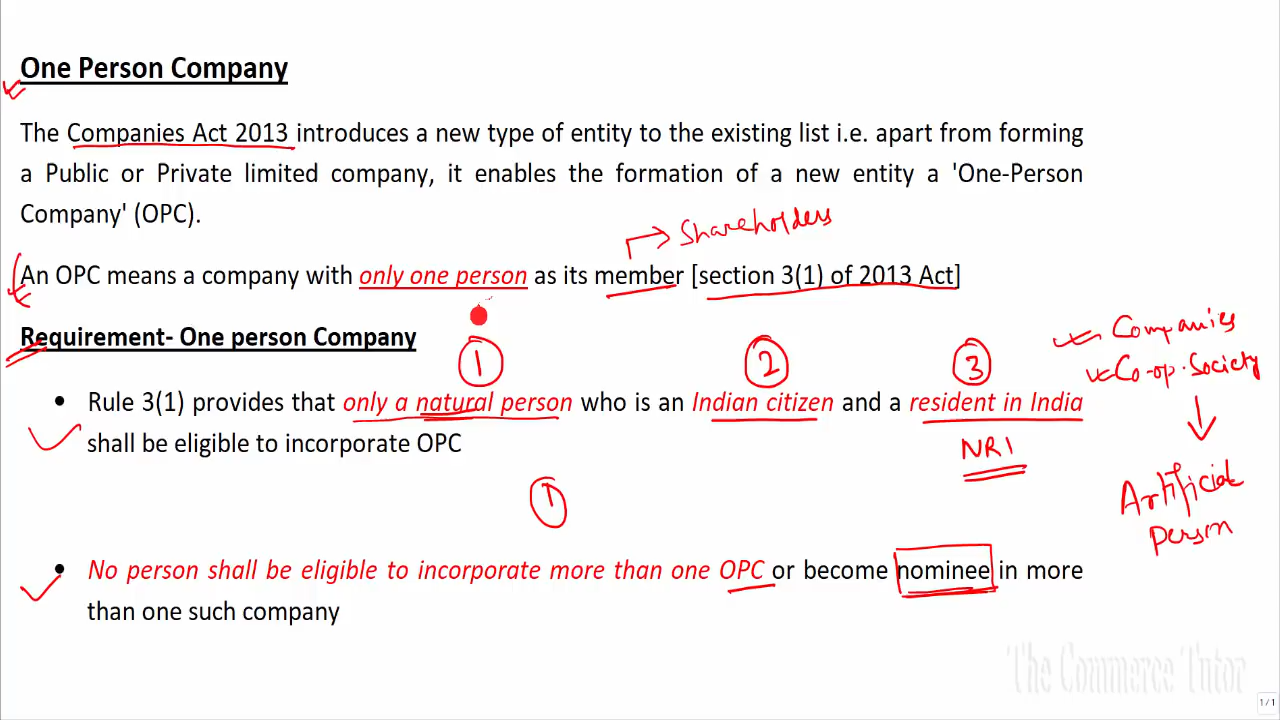 One Person Company
The Companies Act 2013 introduces a new type of entity to the existing list i.e. apart from forming
a Public or Private limited company, it enables the formation of a new entity a 'One-Person
Company' (OPC).
Shareholders
An OPC means a company with only one person as its member [section 3(1) of 2013 Act]
Requirement- One person Company
Companies
1 2 3
Co-op. Society
• Rule 3(1) provides that only a natural person who is an Indian citizen and a resident in India
shall be eligible to incorporate OPC
NRI
Artificial
person
1
• No person shall be eligible to incorporate more than one OPC or become nominee in more
than one such company
The Commerce Tutor
1/1